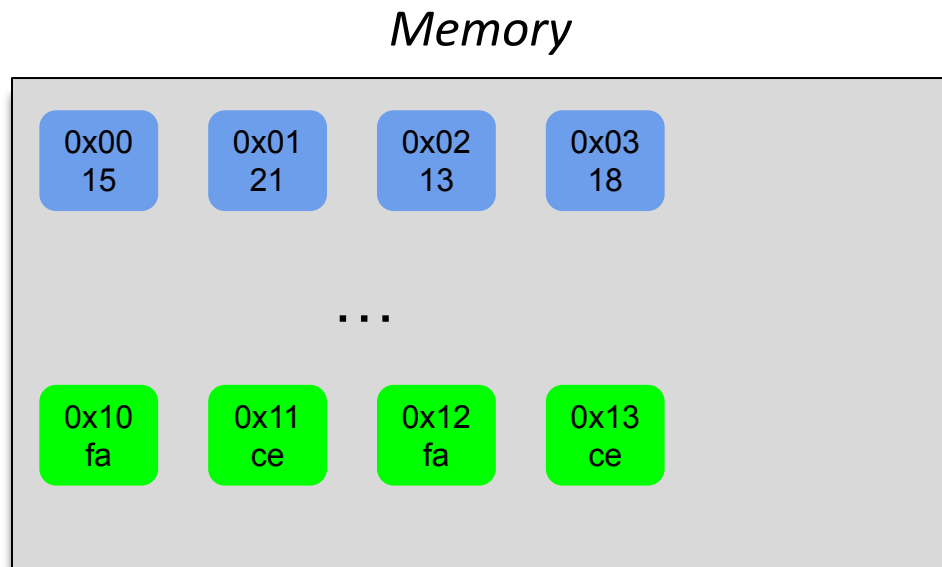 Memory
0x00 0x01 0x02 0x03
15 21 13 18
...
0x10 0x11 0x12 0x13
fa ce fa ce